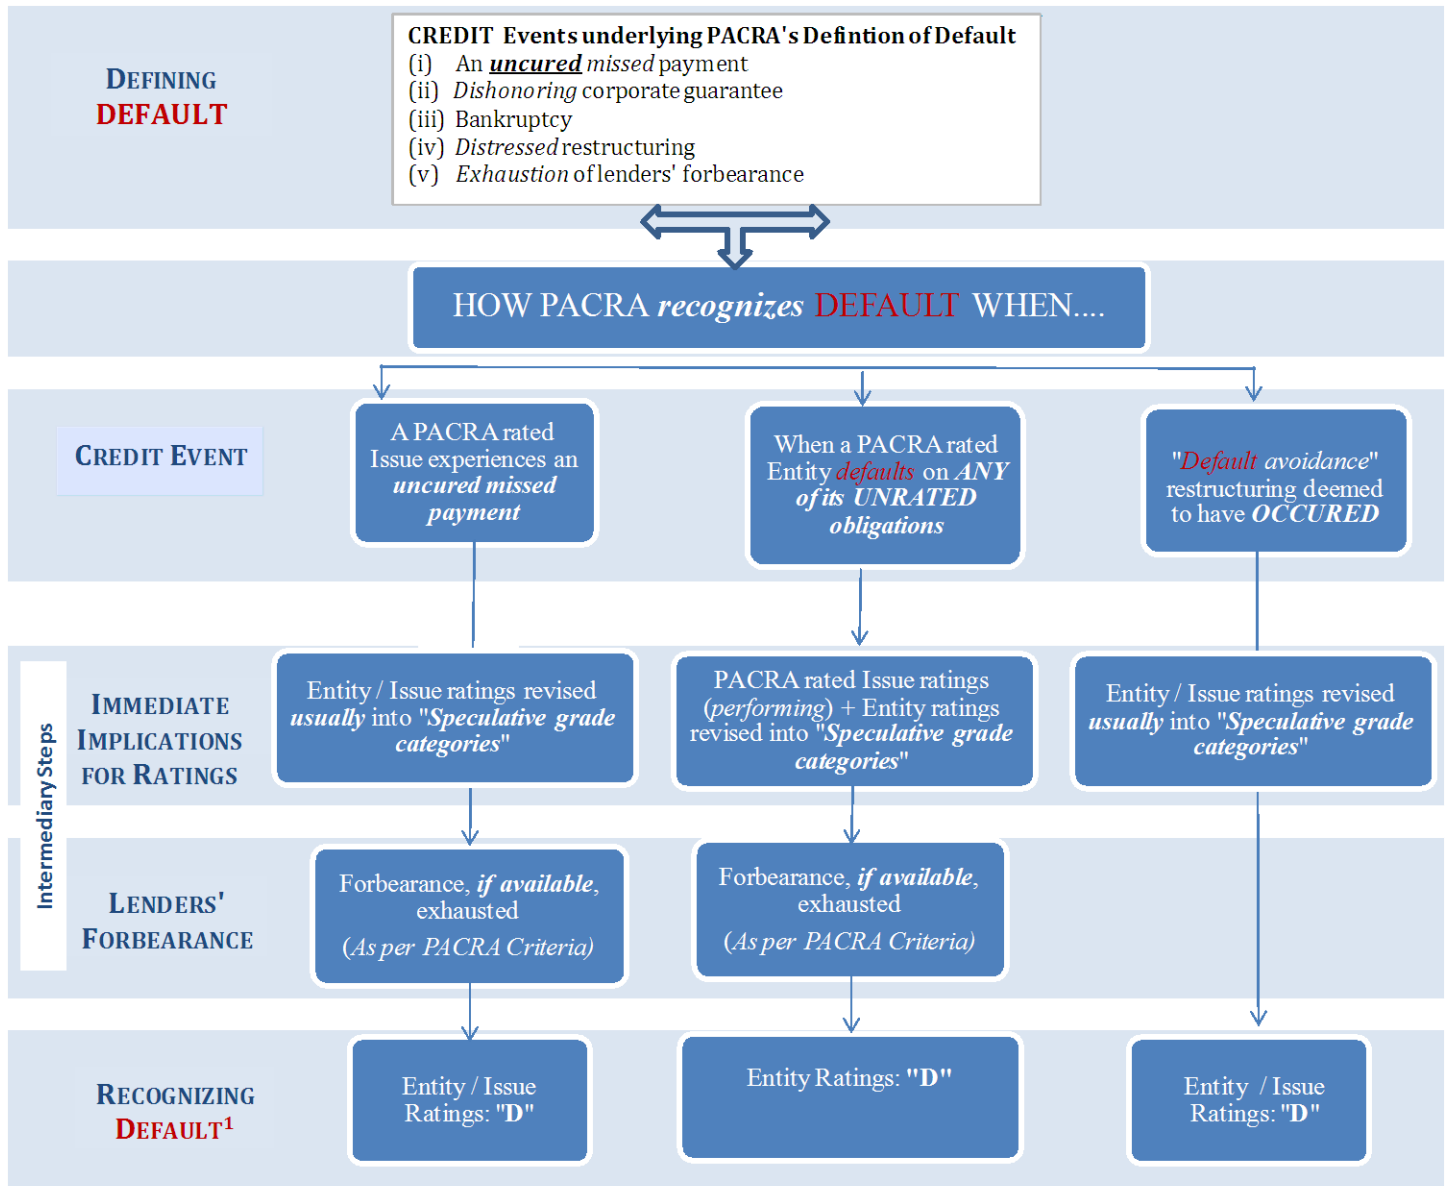 DEFINING
DEFAULT
CREDIT Events underlying PACRA's Defintion of Default
(i) An uncured missed payment
(ii) Dishonoring corporate guarantee
(iii) Bankruptcy
(iv) Distressed restructuring
(v) Exhaustion of lenders' forbearance
HOW PACRA recognizes DEFAULT WHEN....
CREDIT EVENT
A PACRA rated
Issue experiences an
uncured missed
payment
When a PACRA rated
Entity defaults on ANY
of its UNRATED
obligations
"Default avoidance"
restructuring deemed
to have OCCURED
Intermediary Steps
IMMEDIATE
IMPLICATIONS
FOR RATINGS
Entity / Issue ratings revised
usually into "Speculative grade
categories"
PACRA rated Issue ratings
(performing) + Entity ratings
revised into "Speculative grade
categories"
Entity / Issue ratings revised
usually into "Speculative grade
categories"
LENDERS'
FORBEARANCE
Forbearance, if available,
exhausted
(As per PACRA Criteria)
Forbearance, if available,
exhausted
(As per PACRA Criteria)
RECOGNIZING
DEFAULT1
Entity / Issue
Ratings: "D"
Entity Ratings: "D"
Entity / Issue
Ratings: "D"